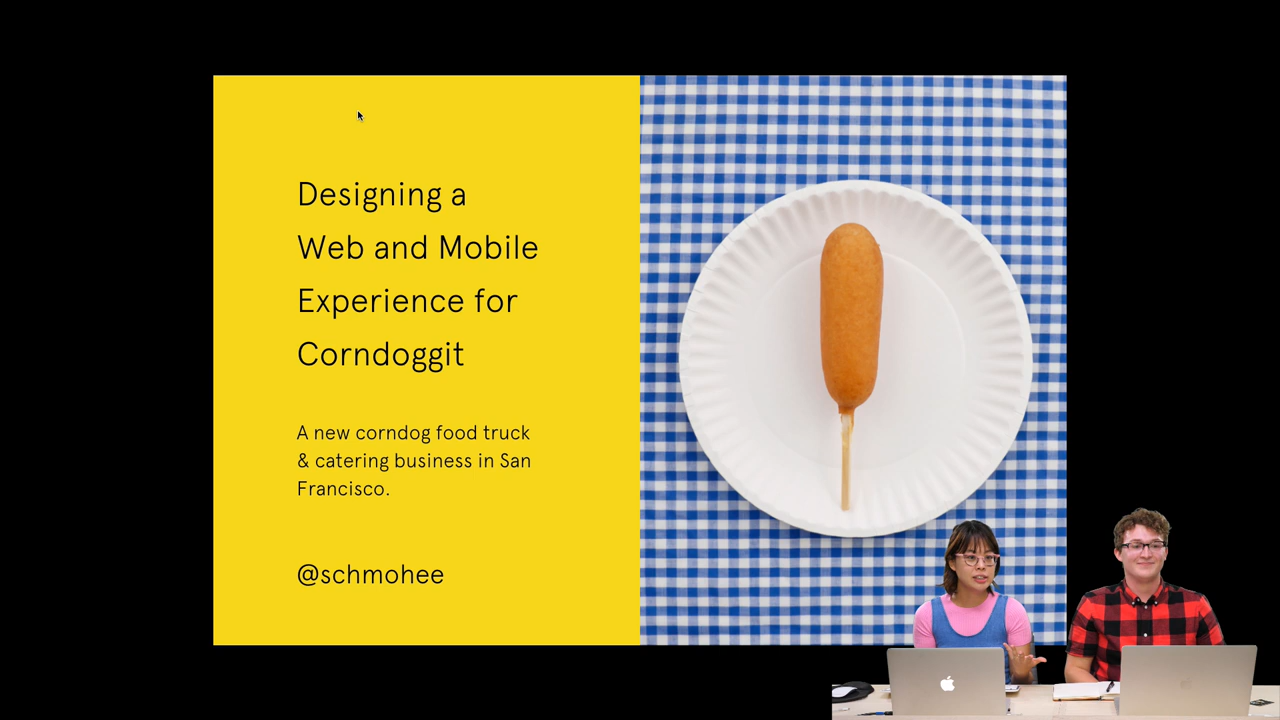 Designing a
Web and Mobile
Experience for
Corndoggit
A new corndog food truck
& catering business in San
Francisco.
@schmohee